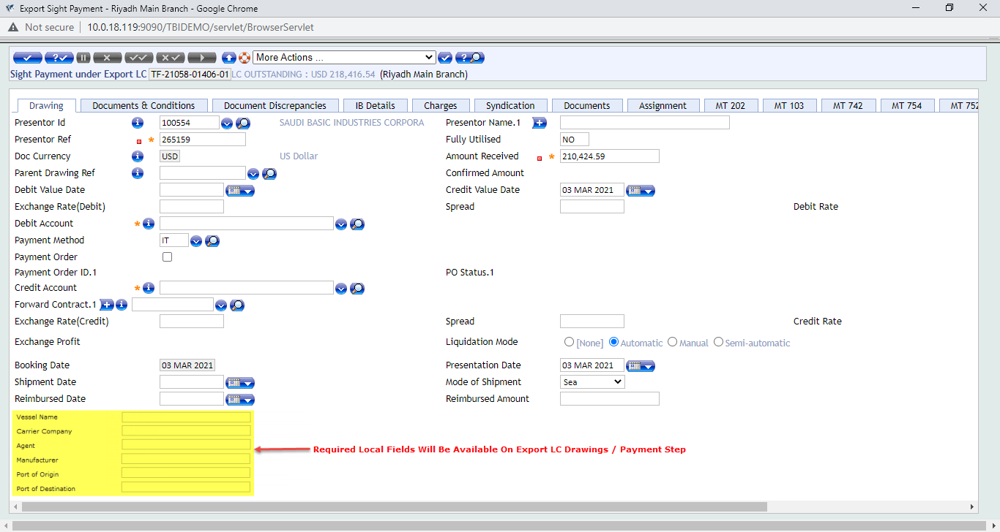 Export Sight Payment - Riyadh Main Branch - Google Chrome
Not secure 10.0.18.119:9090/TBIDEMO/servlet/BrowserServlet
More Actions ...
Sight Payment under Export LC TF-21058-01406-01 LC OUTSTANDING : USD 218,416.54 (Riyadh Main Branch)
Drawing Documents & Conditions Document Discrepancies IB Details Charges Syndication Documents Assignment MT 202 MT 103 MT 742 MT 754 MT 752
Presentor Id 100554 SAUDI BASIC INDUSTRIES CORPORA Presentor Name.1
Presentor Ref * 265159 Fully Utilised NO
Doc Currency USD US Dollar Amount Received * 210,424.59
Parent Drawing Ref Confirmed Amount
Debit Value Date Credit Value Date 03 MAR 2021
Exchange Rate(Debit) Spread Debit Rate
Debit Account *
Payment Method IT
Payment Order
Payment Order ID.1 PO Status.1
Credit Account *
Forward Contract.1
Exchange Rate(Credit) Spread Credit Rate
Exchange Profit Liquidation Mode [None] Automatic Manual Semi-automatic
Booking Date 03 MAR 2021 Presentation Date 03 MAR 2021
Shipment Date Mode of Shipment Sea
Reimbursed Date Reimbursed Amount
Vessel Name
Carrier Company
Agent Required Local Fields Will Be Available On Export LC Drawings / Payment Step
Manufacturer
Port of Origin
Port of Destination